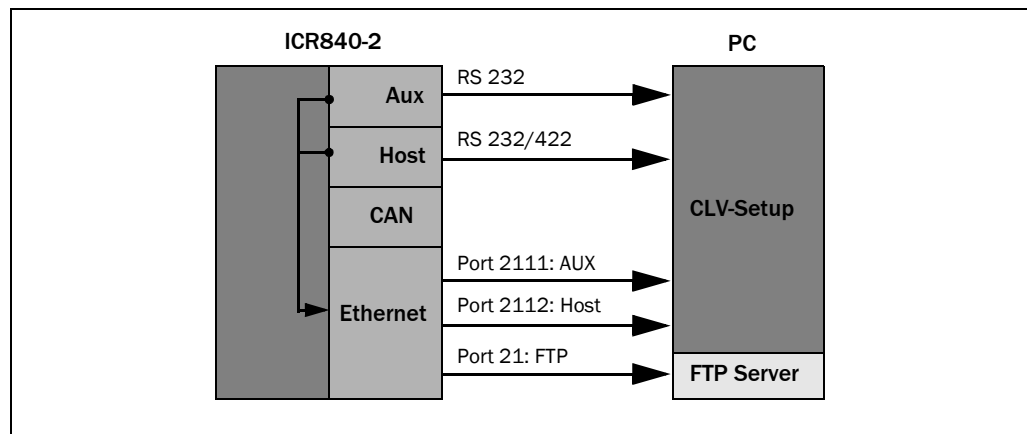 ICR840-2
PC
Aux
RS 232
Host
RS 232/422
CAN
CLV-Setup
Port 2111: AUX
Ethernet
Port 2112: Host
Port 21: FTP
FTP Server